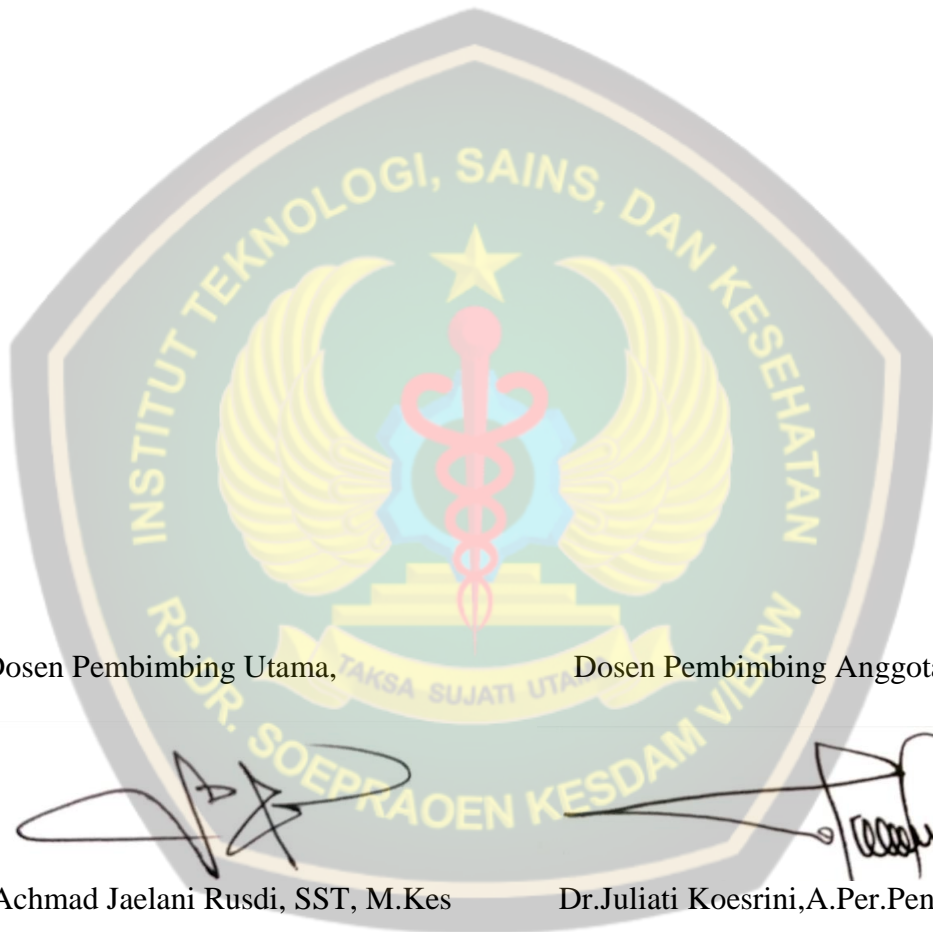 INSTITUT TEKNOLOGI, SAINS, DAN KESEHATAN
RS DR. SOEPRAOEN KESDAM V/BRW
TAKSA SUJATI UTAMA
Dosen Pembimbing Utama,
Dosen Pembimbing Anggota
Achmad Jaelani Rusdi, SST, M.Kes
Dr.Juliati Koesrini,A.Per.Pen